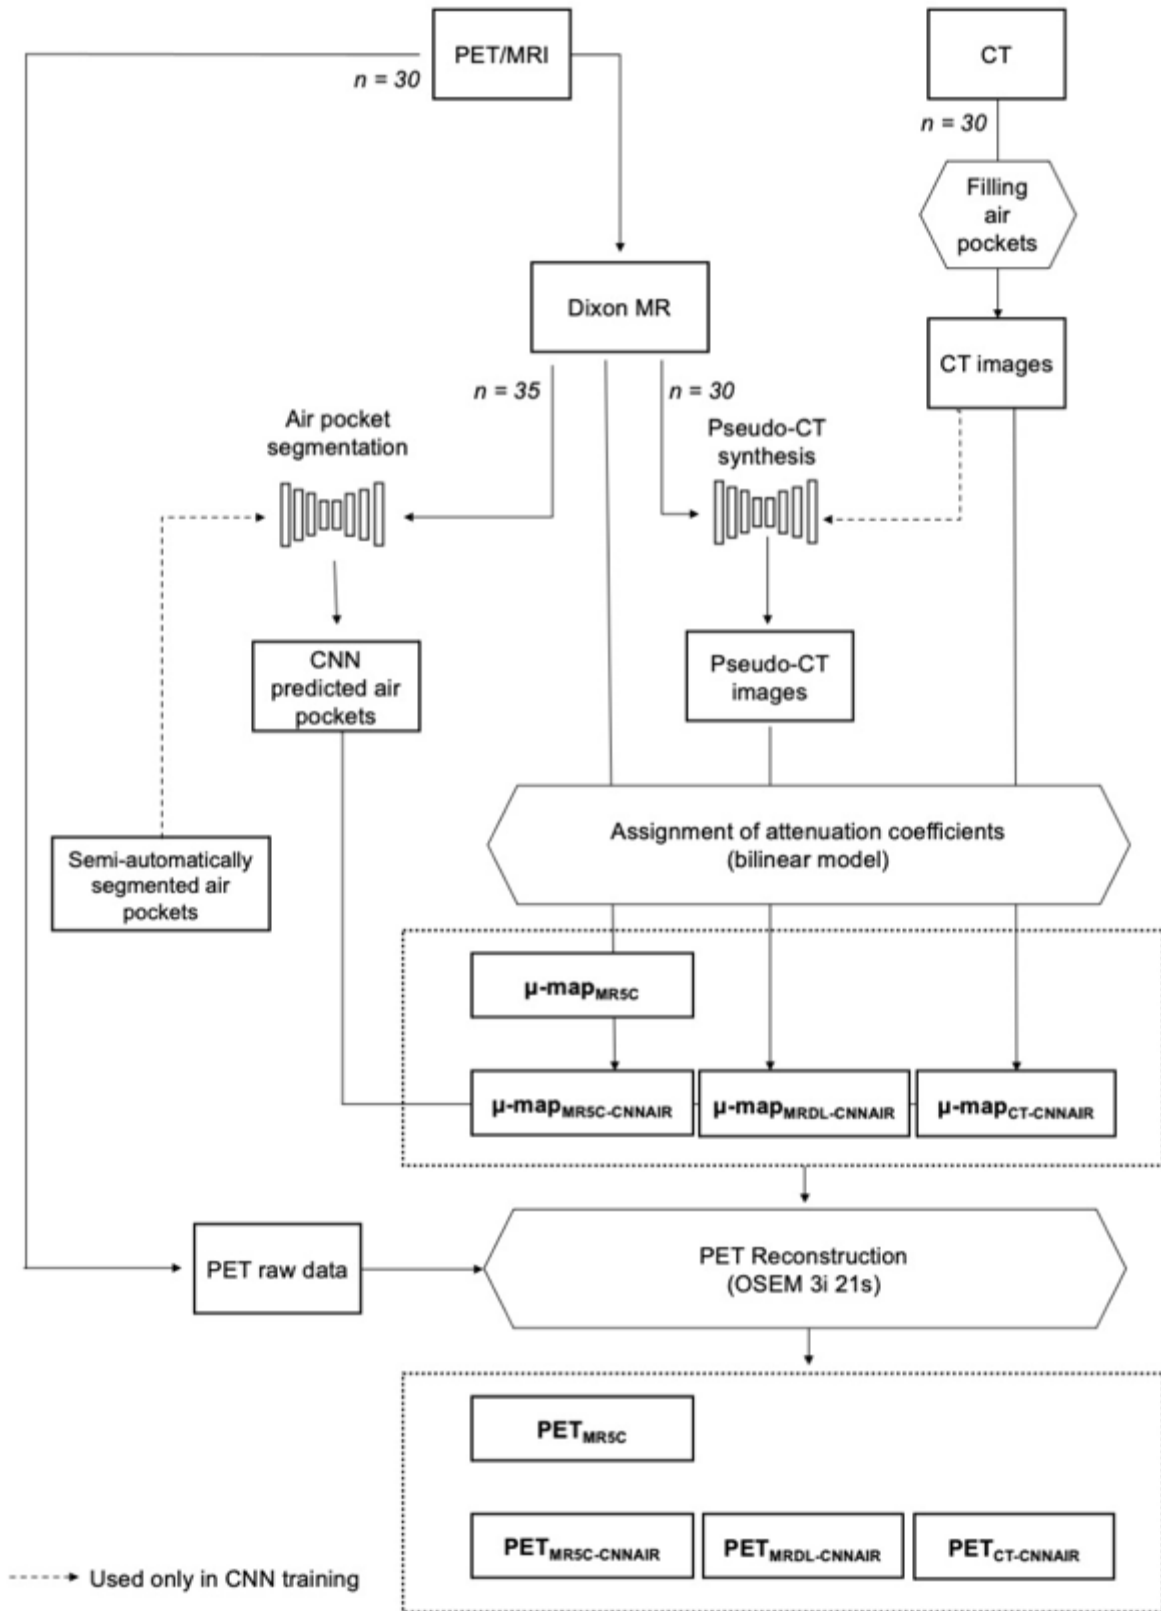 PET/MRI
CT
n = 30
n = 30
Filling
air
pockets
Dixon MR
CT images
n = 35
n = 30
Air pocket
segmentation
Pseudo-CT
synthesis
CNN
predicted air
pockets
Pseudo-CT
images
Assignment of attenuation coefficients
(bilinear model)
Semi-automatically
segmented air
pockets
μ-mapMR5C
μ-mapMR5C-CNNAIR
μ-mapMRDL-CNNAIR
μ-mapCT-CNNAIR
PET raw data
PET Reconstruction
(OSEM 3i 21s)
PETMR5C
PETMR5C-CNNAIR
PETMRDL-CNNAIR
PETCT-CNNAIR
Used only in CNN training